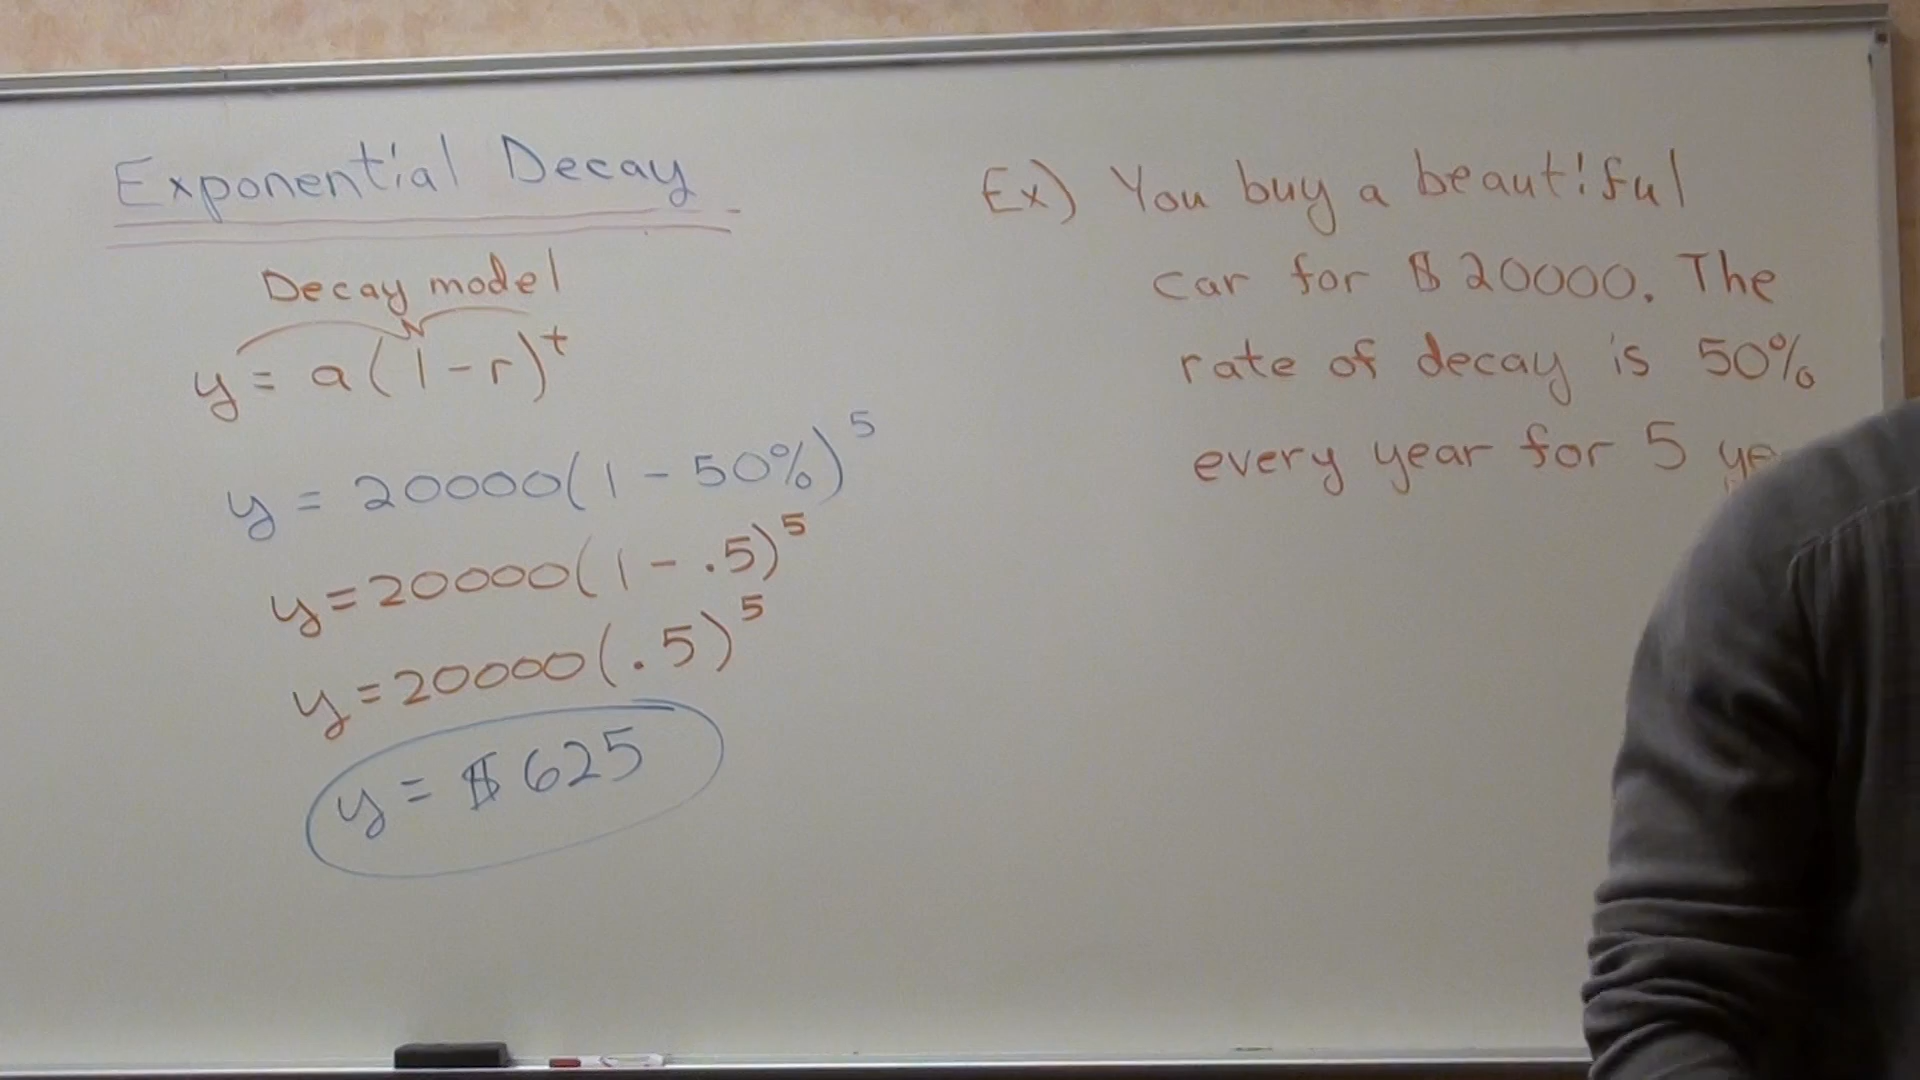 Exponential Decay
Decay model
y = a(1-r)^t
y = 20000(1 - 50%)^5
y = 20000(1 - .5)^5
y = 20000(.5)^5
y = $625
Ex) You buy a beautiful
car for $20000. The
rate of decay is 50%
every year for 5